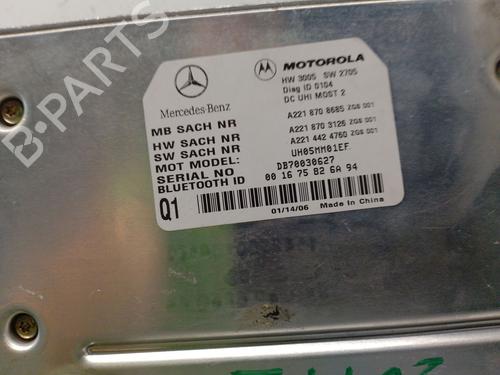 MOTOROLA
HW 3005 SW 2705
Diag ID 0104
DC UHI MOST 2
Mercedes-Benz
MB SACH NR A221 870 8685 ZGS 001
HW SACH NR A221 870 3126 ZGS 001
SW SACH NR A221 442 4760 ZGS 001
MOT MODEL: UH05MM01EF
SERIAL NO DB70030627
BLUETOOTH ID 00 16 75 82 6A 94
Q1
01/14/06 Made In China